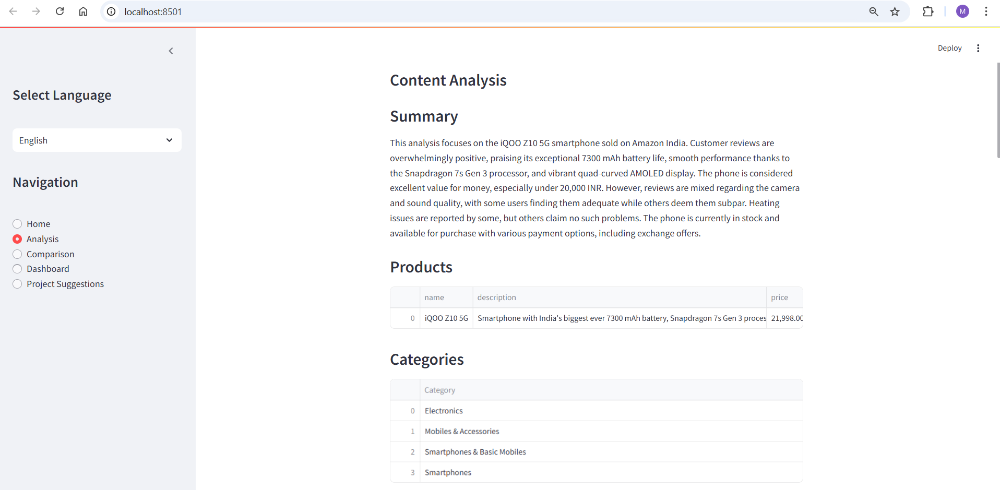 localhost:8501
M
Deploy
Select Language
English
Navigation
Home
Analysis
Comparison
Dashboard
Project Suggestions
Content Analysis
Summary
This analysis focuses on the iQOO Z10 5G smartphone sold on Amazon India. Customer reviews are
overwhelmingly positive, praising its exceptional 7300 mAh battery life, smooth performance thanks to
the Snapdragon 7s Gen 3 processor, and vibrant quad-curved AMOLED display. The phone is considered
excellent value for money, especially under 20,000 INR. However, reviews are mixed regarding the camera
and sound quality, with some users finding them adequate while others deem them subpar. Heating
issues are reported by some, but others claim no such problems. The phone is currently in stock and
available for purchase with various payment options, including exchange offers.
Products
name description price
0 iQOO Z10 5G Smartphone with India's biggest ever 7300 mAh battery, Snapdragon 7s Gen 3 proces 21,998.00
Categories
Category
0 Electronics
1 Mobiles & Accessories
2 Smartphones & Basic Mobiles
3 Smartphones